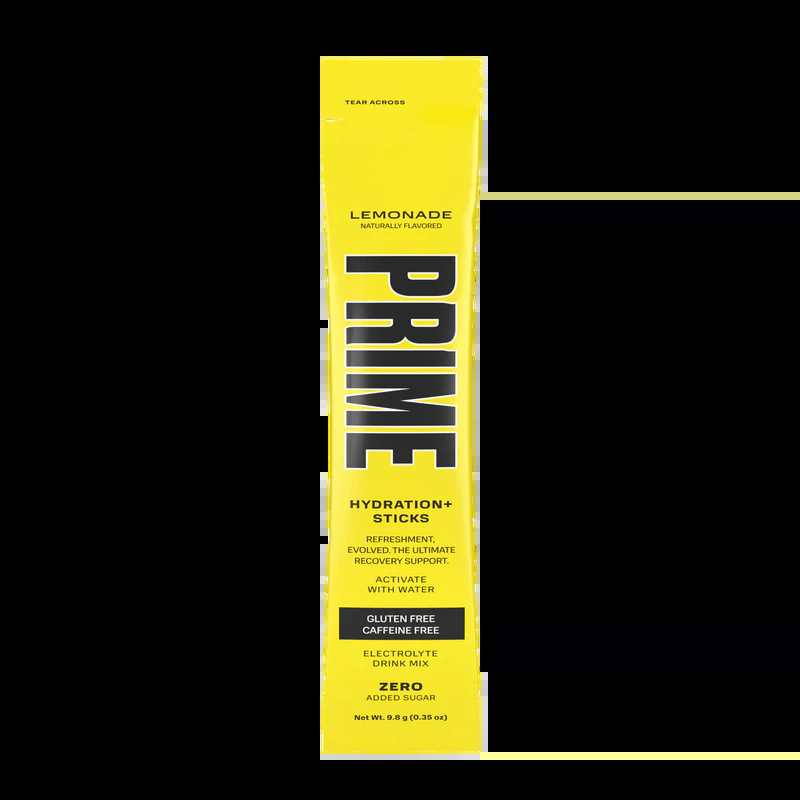 TEAR ACROSS
LEMONADE
NATURALLY FLAVORED
PRIME
HYDRATION+
STICKS
REFRESHMENT,
EVOLVED. THE ULTIMATE
RECOVERY SUPPORT.
ACTIVATE
WITH WATER
GLUTEN FREE
CAFFEINE FREE
ELECTROLYTE
DRINK MIX
ZERO
ADDED SUGAR
Net Wt. 9.8 g (0.35 oz)